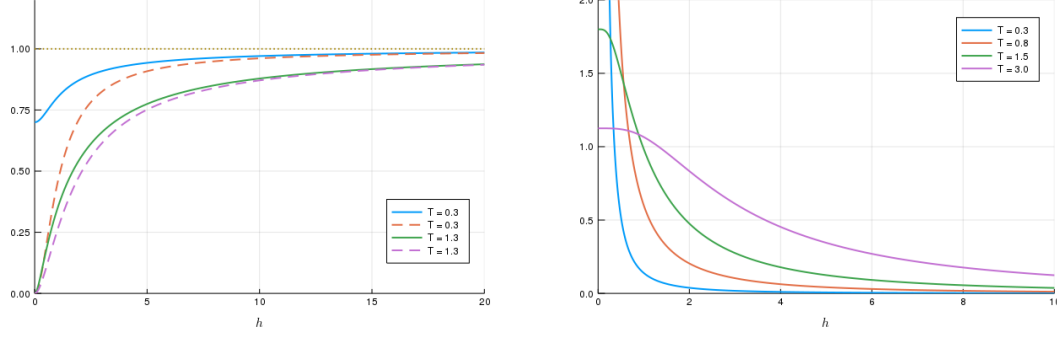 1.00
0.75
0.50
0.25
0.00
0 5 10 15 20
h
T = 0.3
T = 0.3
T = 1.3
T = 1.3
2.0
1.5
1.0
0.5
0.0
0 2 4 6 8 10
h
T = 0.3
T = 0.8
T = 1.5
T = 3.0